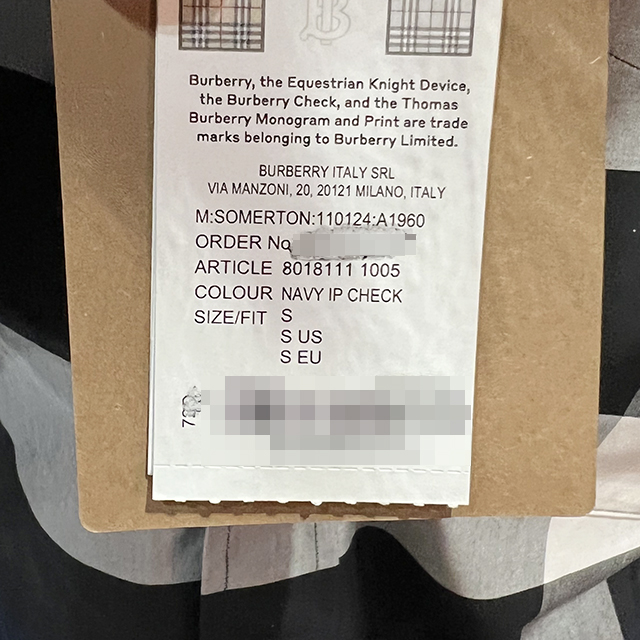 B
Burberry, the Equestrian Knight Device,
the Burberry Check, and the Thomas
Burberry Monogram and Print are trade
marks belonging to Burberry Limited.
BURBERRY ITALY SRL
VIA MANZONI, 20, 20121 MILANO, ITALY
M:SOMERTON:110124:A1960
ORDER No
ARTICLE 8018111 1005
COLOUR NAVY IP CHECK
SIZE/FIT S
S US
S EU